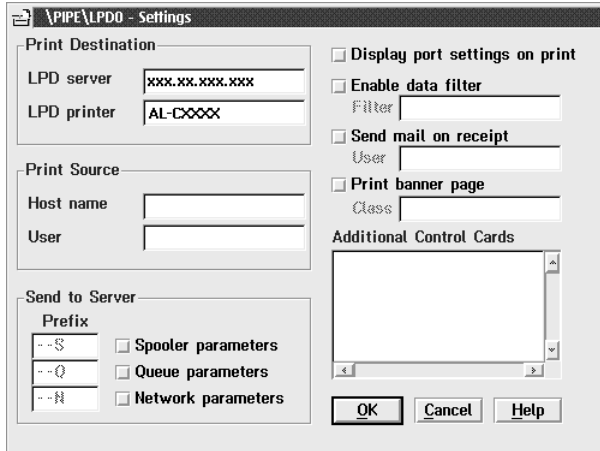 \PIPE\LPD0 - Settings
Print Destination
LPD server xxx.xx.xxx.xxx
LPD printer AL-CXXXX
Print Source
Host name
User
Send to Server
Prefix
--S Spooler parameters
--Q Queue parameters
--N Network parameters
Display port settings on print
Enable data filter
Filter
Send mail on receipt
User
Print banner page
Class
Additional Control Cards
OK Cancel Help